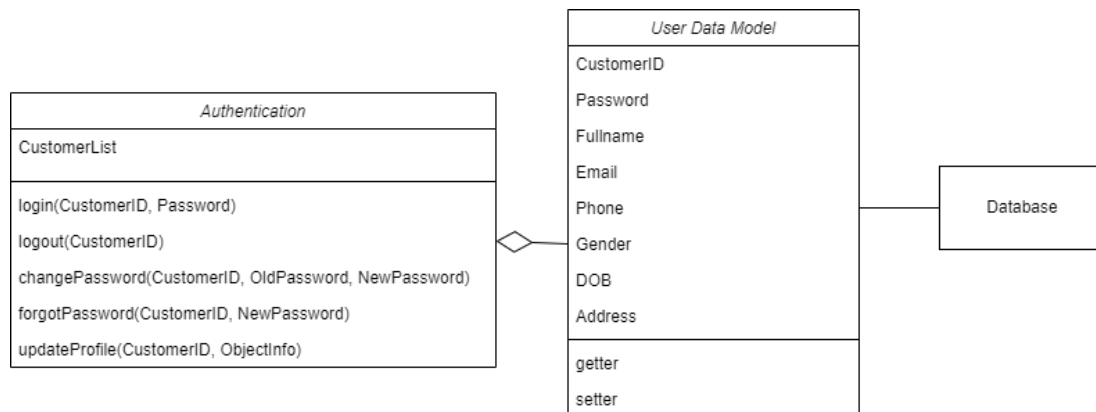 Authentication
CustomerList
login(CustomerID, Password)
logout(CustomerID)
changePassword(CustomerID, OldPassword, NewPassword)
forgotPassword(CustomerID, NewPassword)
updateProfile(CustomerID, ObjectInfo)
User Data Model
CustomerID
Password
Fullname
Email
Phone
Gender
DOB
Address
getter
setter
Database